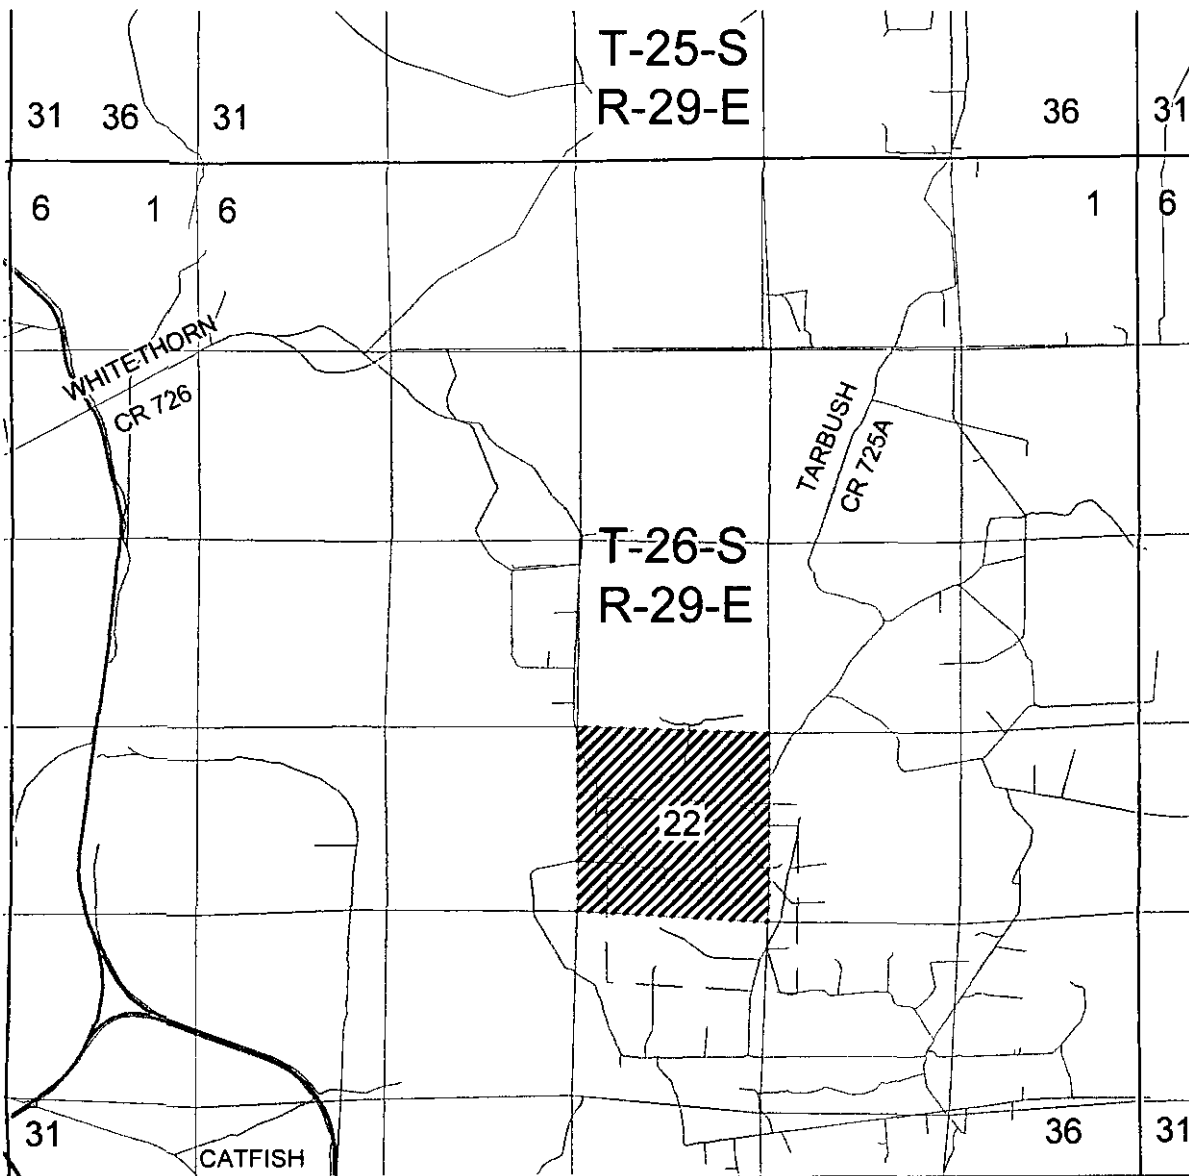 T-25-S
R-29-E
31 36 31 36 31
6 1 6 1 6
WHITETHORN
CR 726
TARBUSH
CR 725A
T-26-S
R-29-E
22
31 36 31
CATFISH